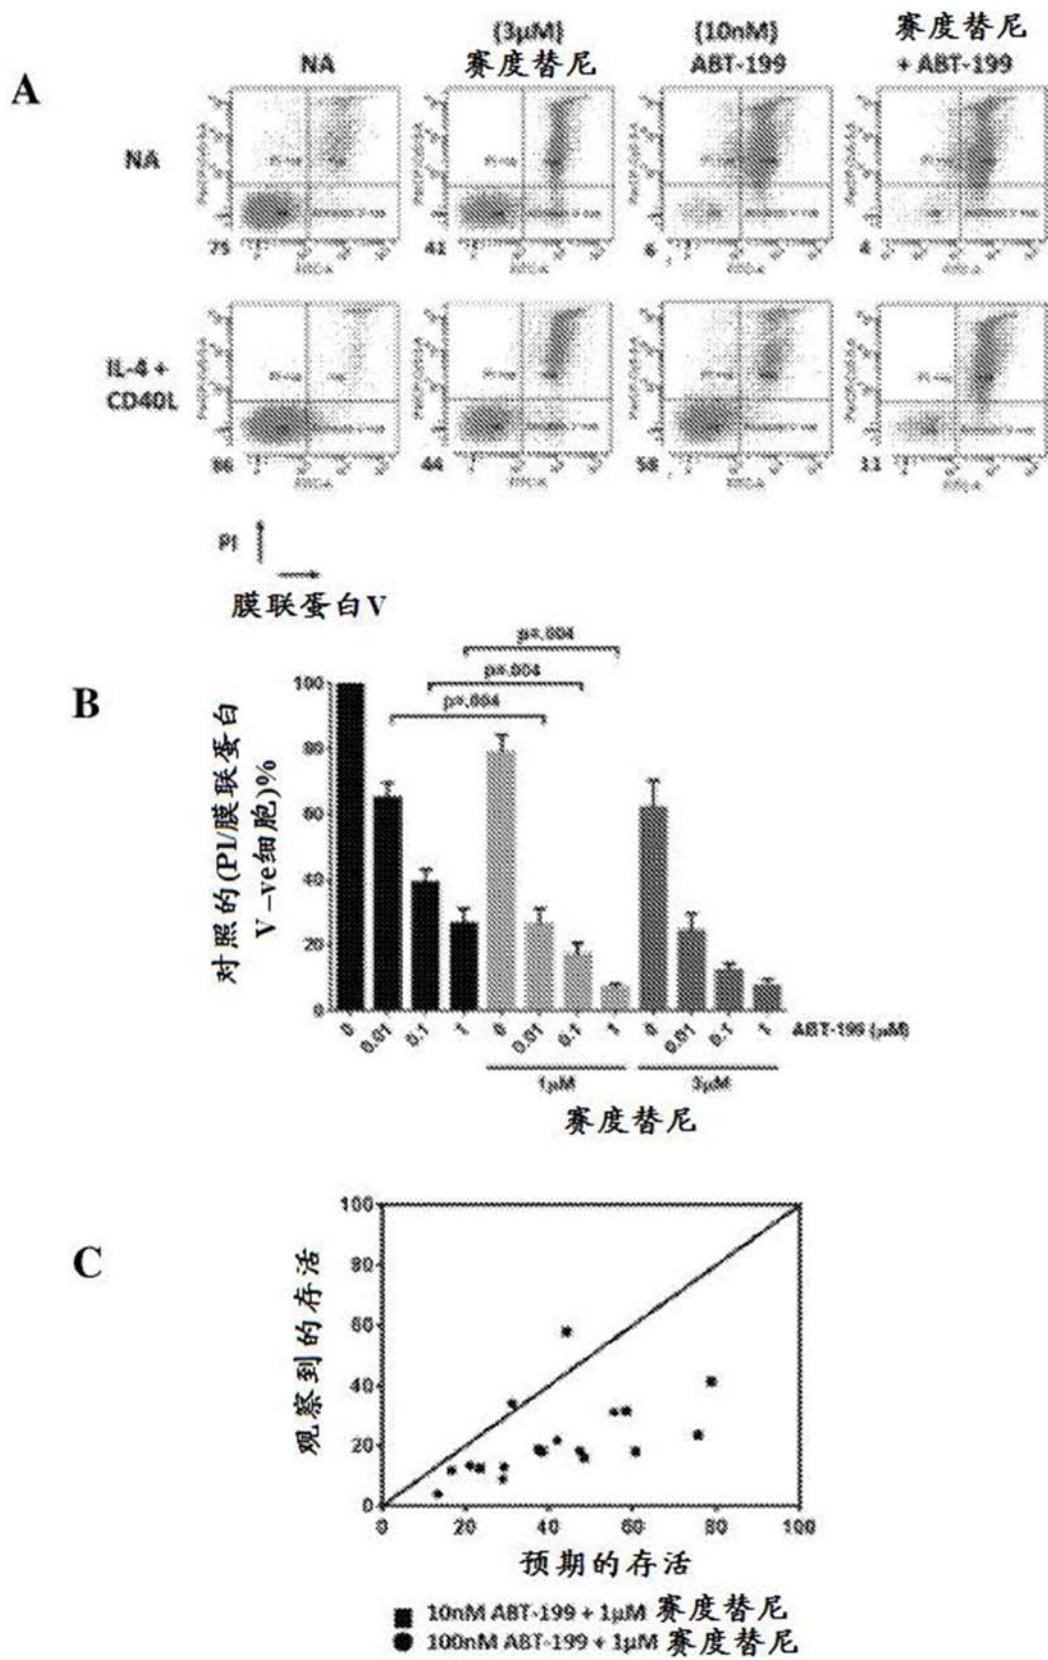 A
NA
(3μM)
赛度替尼
(10nM)
ABT-199
赛度替尼
+ ABT-199
NA
75
41
6
8
IL-4 +
CD40L
86
44
58
11
PI
膜联蛋白V
B
p=.004
p=.004
p=.004
对照的(PI/膜联蛋白
V –ve细胞)%
100
80
60
40
20
0
0 0.01 0.1 1 0 0.01 0.1 1 0 0.01 0.1 1 ABT-199 (μM)
1μM 3μM
赛度替尼
C
观察到的存活
100
80
60
40
20
0
0 20 40 60 80 100
预期的存活
10nM ABT-199 + 1μM 赛度替尼
100nM ABT-199 + 1μM 赛度替尼